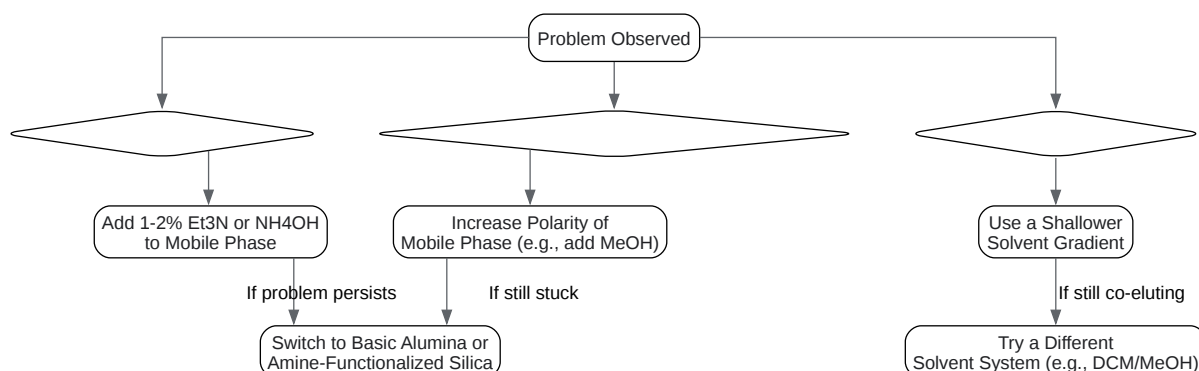 Problem Observed
Add 1-2% Et3N or NH4OH
to Mobile Phase
Increase Polarity of
Mobile Phase (e.g., add MeOH)
Use a Shallower
Solvent Gradient
If problem persists
If still stuck
If still co-eluting
Switch to Basic Alumina or
Amine-Functionalized Silica
Try a Different
Solvent System (e.g., DCM/MeOH)